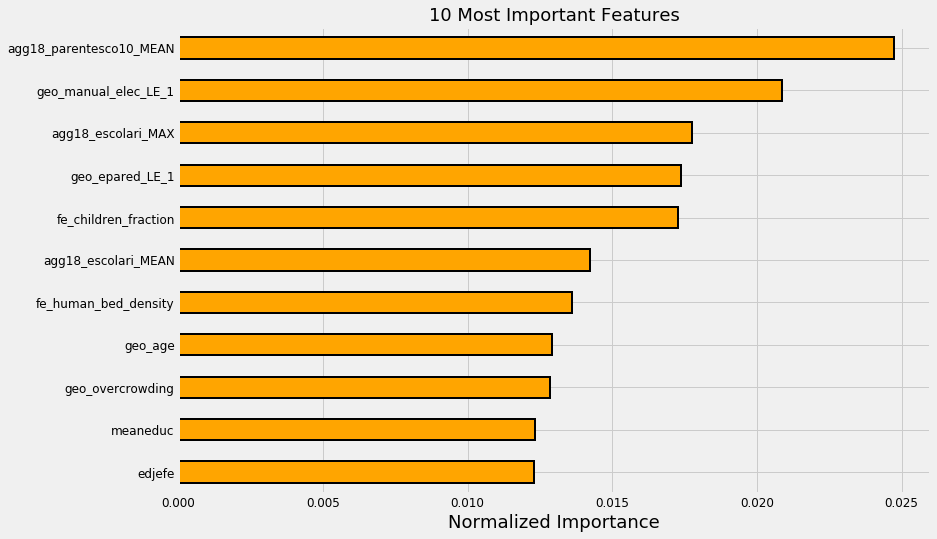 10 Most Important Features
agg18_parentesco10_MEAN
geo_manual_elec_LE_1
agg18_escolari_MAX
geo_epared_LE_1
fe_children_fraction
agg18_escolari_MEAN
fe_human_bed_density
geo_age
geo_overcrowding
meaneduc
edjefe
0.000 0.005 0.010 0.015 0.020 0.025
Normalized Importance